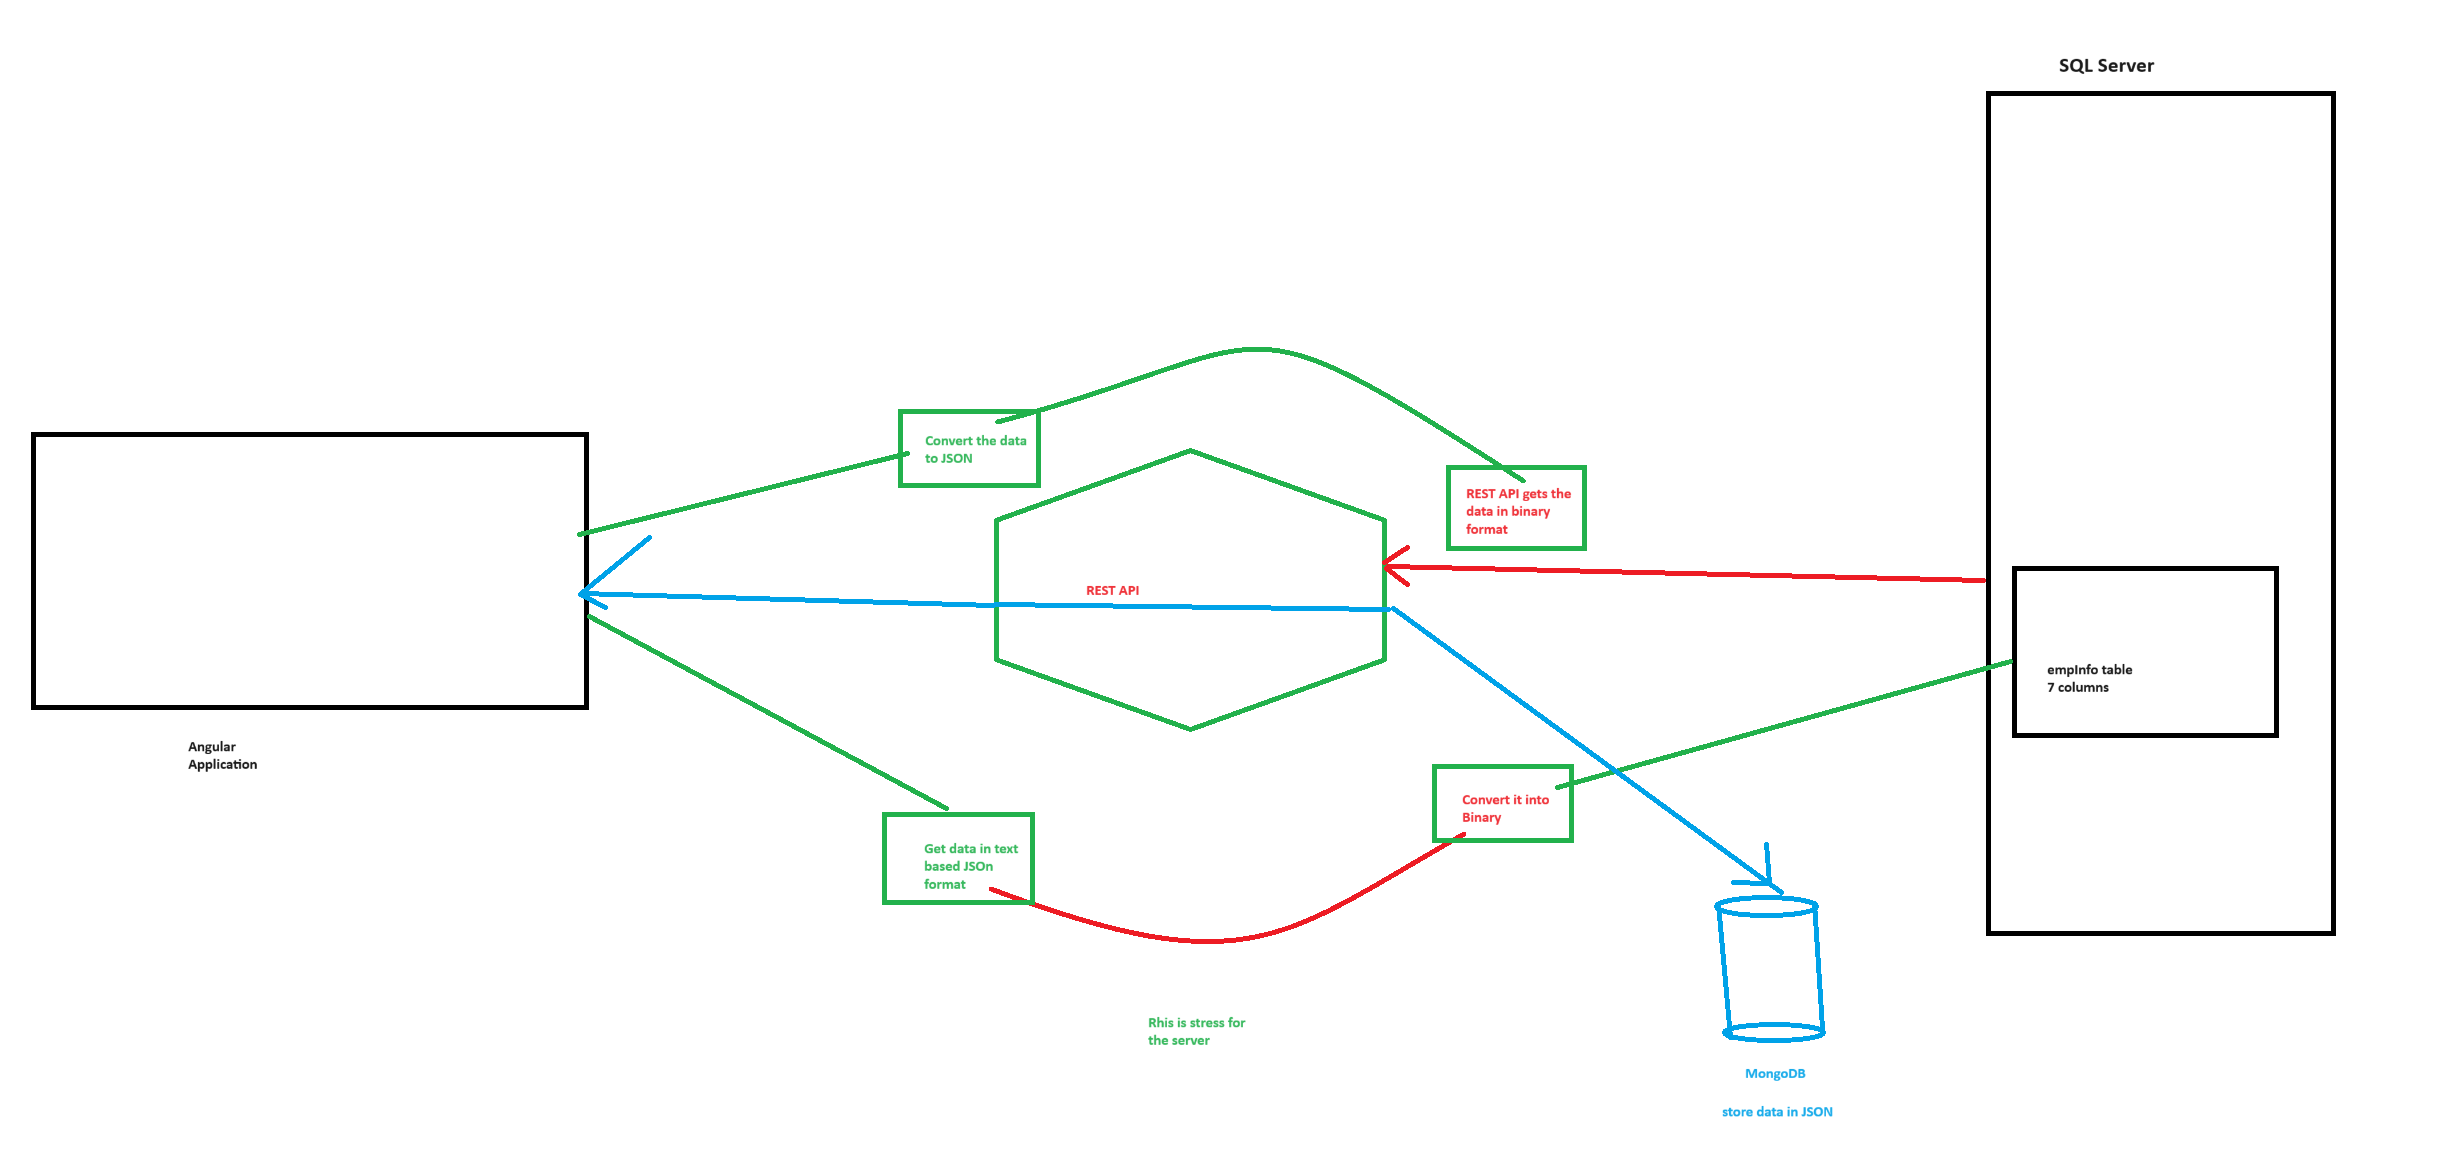 SQL Server
Convert the data
to JSON
REST API gets the
data in binary
format
REST API
empInfo table
7 columns
Angular
Application
Convert it into
Binary
Get data in text
based JSOn
format
Rhis is stress for
the server
MongoDB
store data in JSON